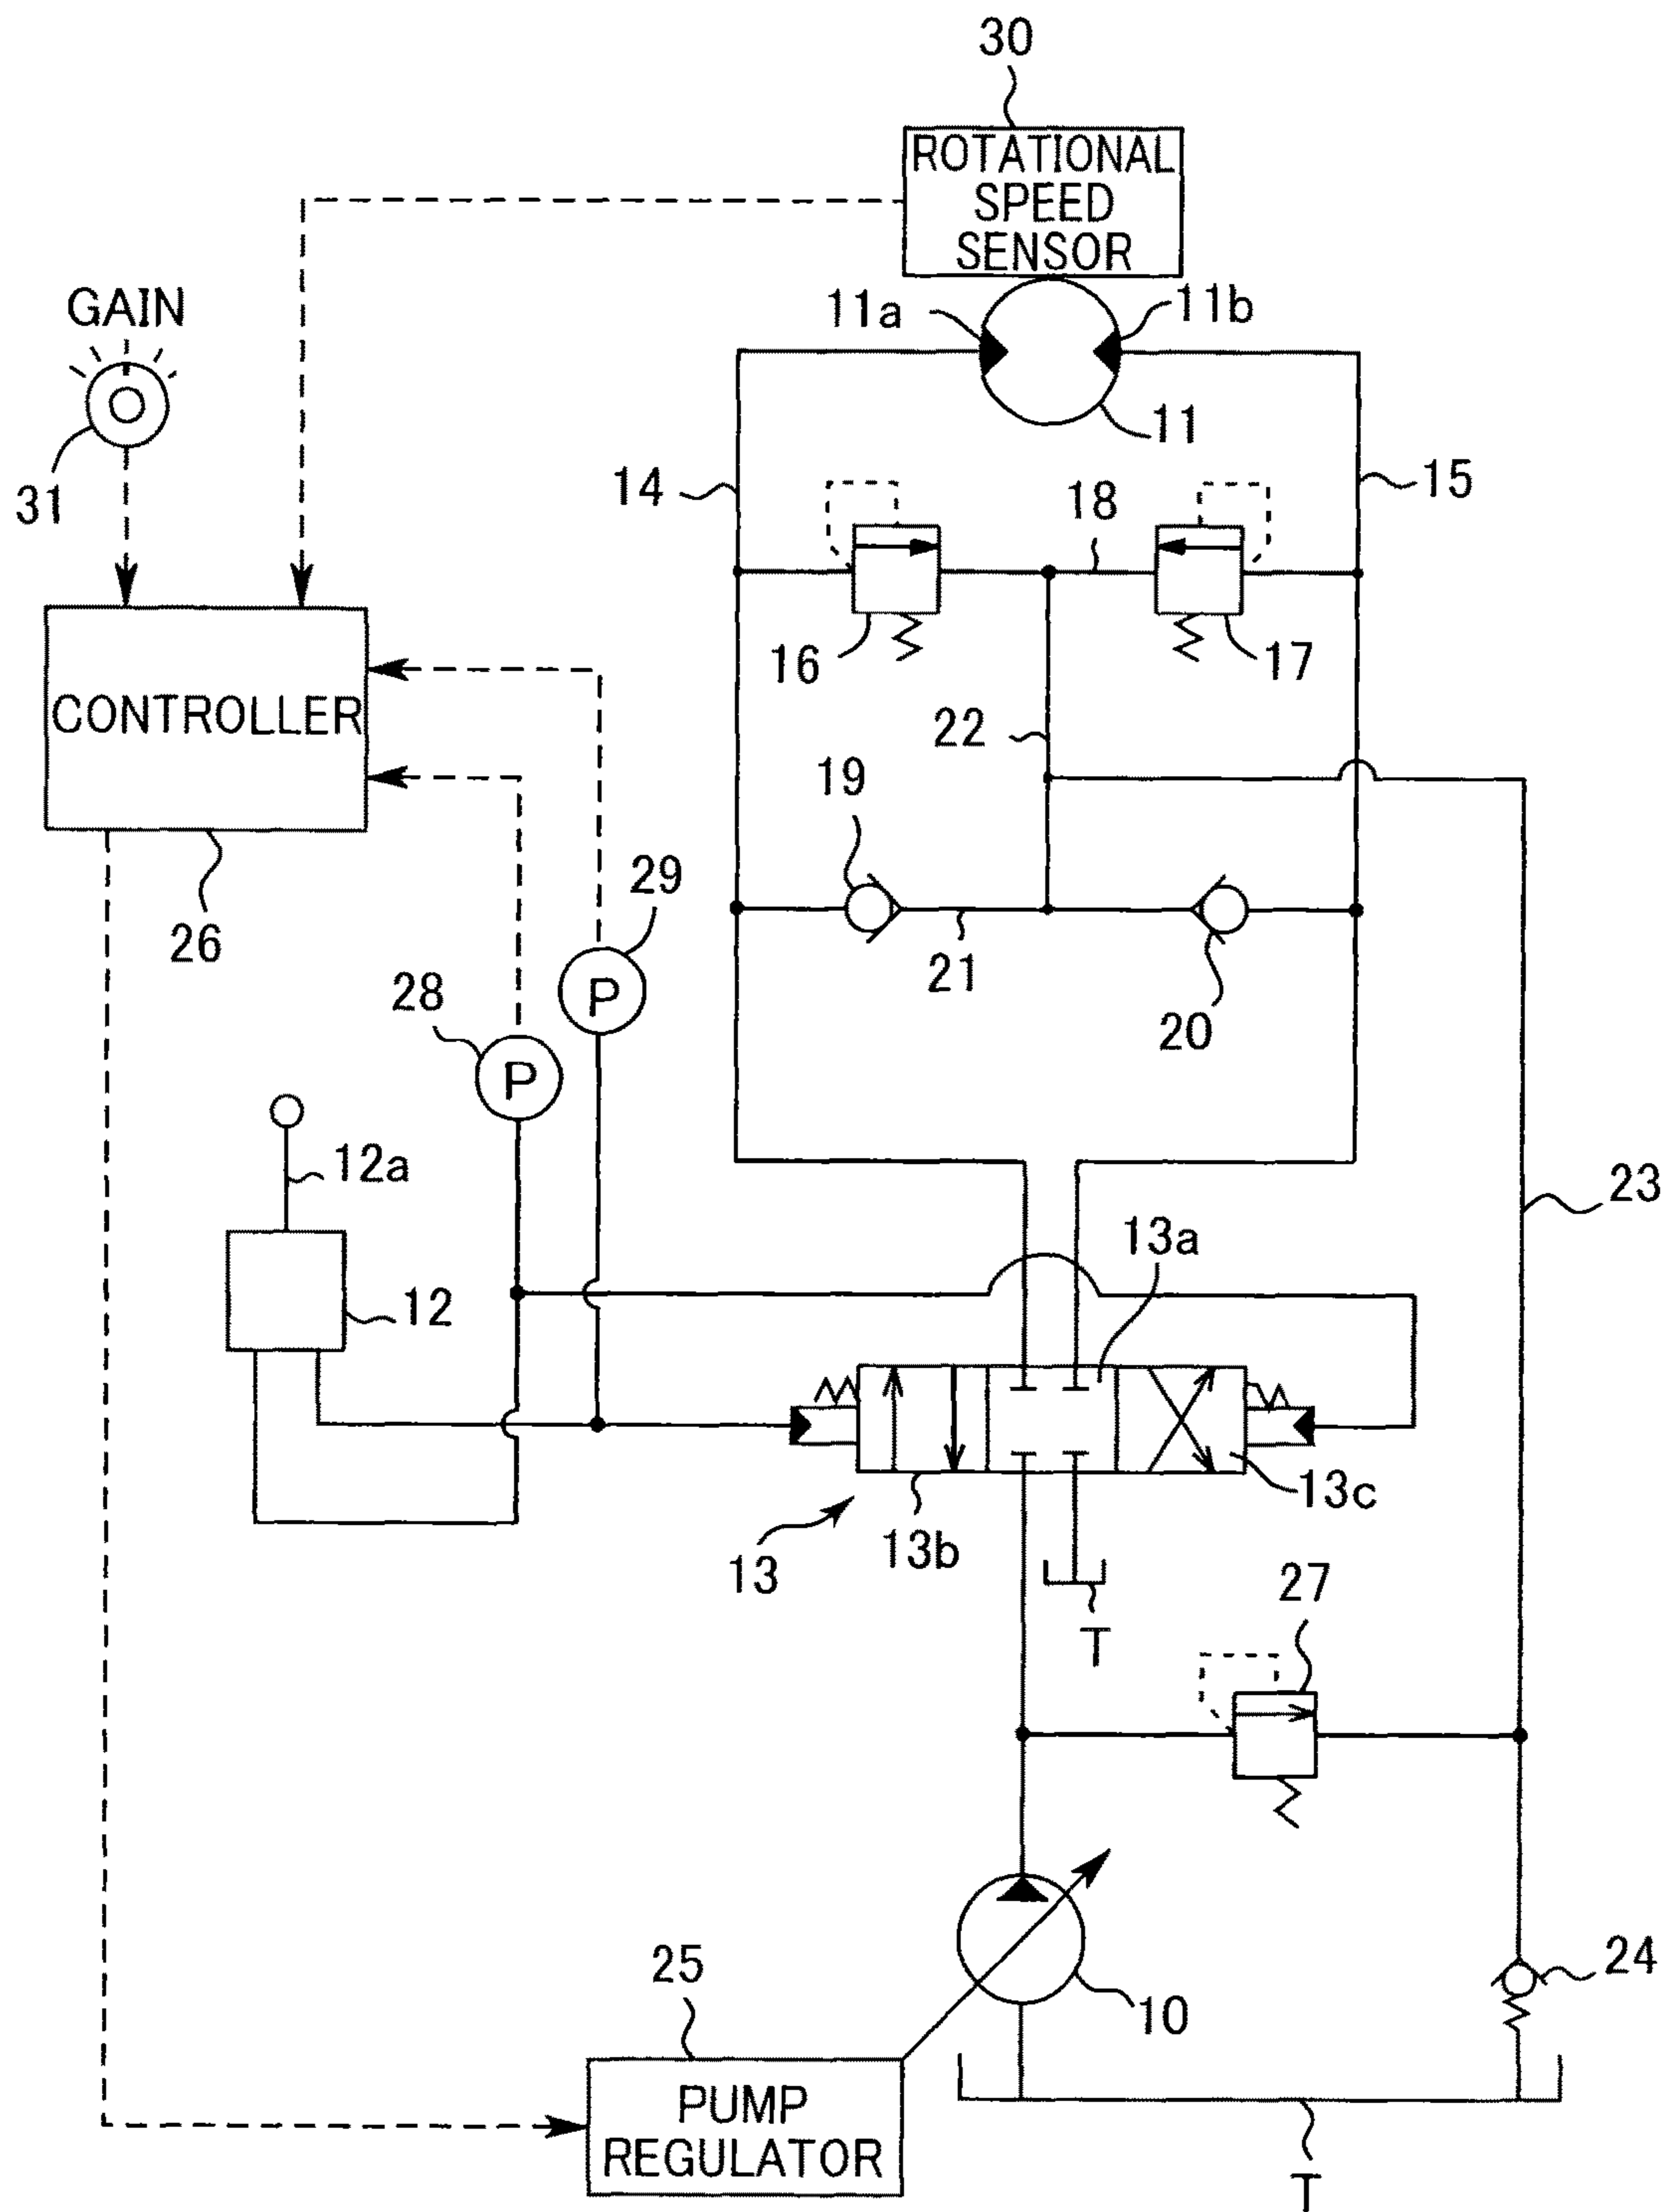 30
ROTATIONAL
SPEED
SENSOR
GAIN
11a
11b
11
31
14
18
15
16
17
CONTROLLER
22
19
29
26
21
28
20
P
P
12a
23
13a
12
13c
13b
13
27
T
25
24
10
PUMP
REGULATOR
T